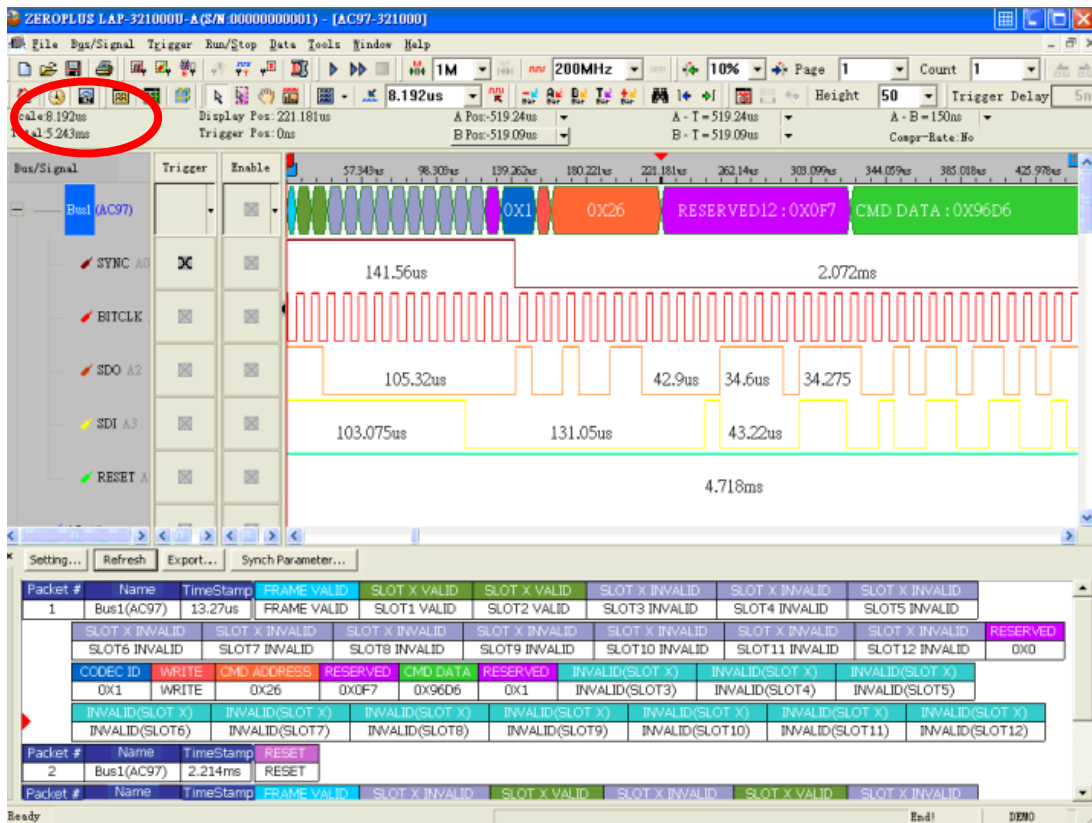 ZEROPLUS LAP-321000U-A(S/N:00000000001) - [AC97-321000]
File Bus/Signal Trigger Run/Stop Data Tools Window Help
1M 200MHz 10% Page 1 Count 1
8.192us Height 50 Trigger Delay 5n
Scale:8.192us Display Pos:221.181us A Pos:-519.24us A - T = -519.24us A - B = -150ns
Total:5.243ms Trigger Pos:0ns B Pos:-519.09us B - T = -519.09us Compr-Rate:No
Bus/Signal Trigger Enable 57.343us 98.303us 139.262us 180.221us 221.181us 262.14us 303.099us 344.059us 385.018us 425.978us
Bus1 (AC97) 0X1 0X26 RESERVED12:0X0F7 CMD DATA:0X96D6
SYNC A0 141.56us 2.072ms
BITCLK
SDO A2 105.32us 42.9us 34.6us 34.275
SDI A3 103.075us 131.05us 43.22us
RESET A 4.718ms
Setting... Refresh Export... Synch Parameter...
Packet # Name TimeStamp FRAME VALID SLOT X VALID SLOT X VALID SLOT X INVALID SLOT X INVALID SLOT X INVALID
1 Bus1(AC97) 13.27us FRAME VALID SLOT1 VALID SLOT2 VALID SLOT3 INVALID SLOT4 INVALID SLOT5 INVALID
SLOT X INVALID SLOT X INVALID SLOT X INVALID SLOT X INVALID SLOT X INVALID SLOT X INVALID SLOT X INVALID RESERVED
SLOT6 INVALID SLOT7 INVALID SLOT8 INVALID SLOT9 INVALID SLOT10 INVALID SLOT11 INVALID SLOT12 INVALID 0X0
CODEC ID WRITE CMD ADDRESS RESERVED CMD DATA RESERVED INVALID(SLOT X) INVALID(SLOT X) INVALID(SLOT X)
0X1 WRITE 0X26 0X0F7 0X96D6 0X1 INVALID(SLOT3) INVALID(SLOT4) INVALID(SLOT5)
INVALID(SLOT X) INVALID(SLOT X) INVALID(SLOT X) INVALID(SLOT X) INVALID(SLOT X) INVALID(SLOT X) INVALID(SLOT X)
INVALID(SLOT6) INVALID(SLOT7) INVALID(SLOT8) INVALID(SLOT9) INVALID(SLOT10) INVALID(SLOT11) INVALID(SLOT12)
Packet # Name TimeStamp RESET
2 Bus1(AC97) 2.214ms RESET
Packet # Name TimeStamp FRAME VALID SLOT X INVALID SLOT X VALID SLOT X INVALID SLOT X VALID SLOT X INVALID
Ready End! DEMO